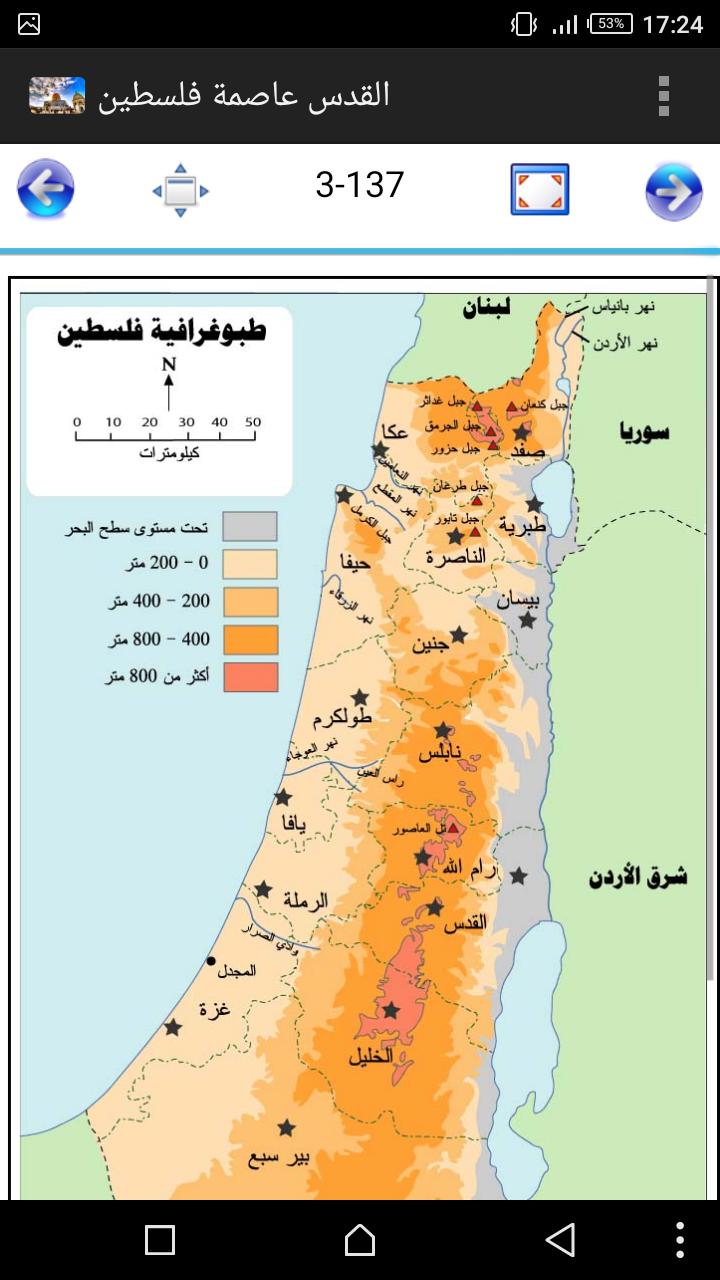 53% 17:24
القدس عاصمة فلسطين
3-137
طبوغرافية فلسطين
N
0 10 20 30 40 50
كيلومترات
تحت مستوى سطح البحر
0 - 200 متر
200 - 400 متر
400 - 800 متر
أكثر من 800 متر
لبنان
نهر بانياس
نهر الأردن
سوريا
جبل غدائر
جبل كنعان
جبل الجرمق
جبل حزور
صفد
عكا
نهر النعامين
نهر المقطع
جبل طرغان
جبل الكرمل
جبل تابور
طبرية
الناصرة
حيفا
بيسان
نهر الزرقاء
جنين
طولكرم
نابلس
نهر العوجاء
راس العين
يافا
تل العاصور
رام الله
شرق الأردن
الرملة
القدس
وادي الصرار
المجدل
غزة
الخليل
بير سبع